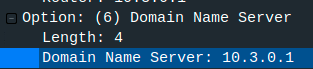 Option: (6) Domain Name Server
Length: 4
Domain Name Server: 10.3.0.1